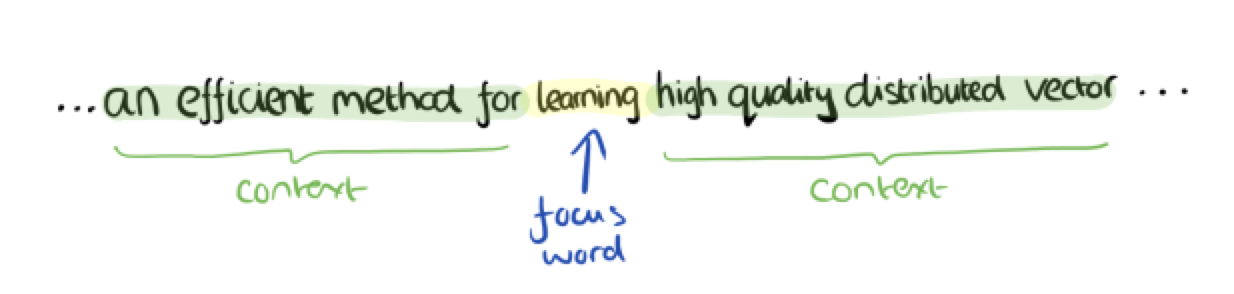 ...an efficient method for learning high quality distributed vector ...
context
context
focus
word